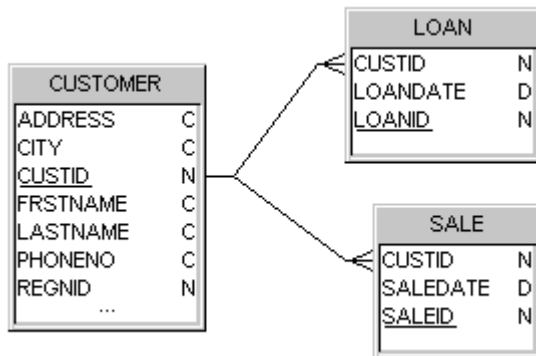 CUSTOMER
ADDRESS C
CITY C
CUSTID N
FRSTNAME C
LASTNAME C
PHONENO C
REGNID N
...
LOAN
CUSTID N
LOANDATE D
LOANID N
SALE
CUSTID N
SALEDATE D
SALEID N